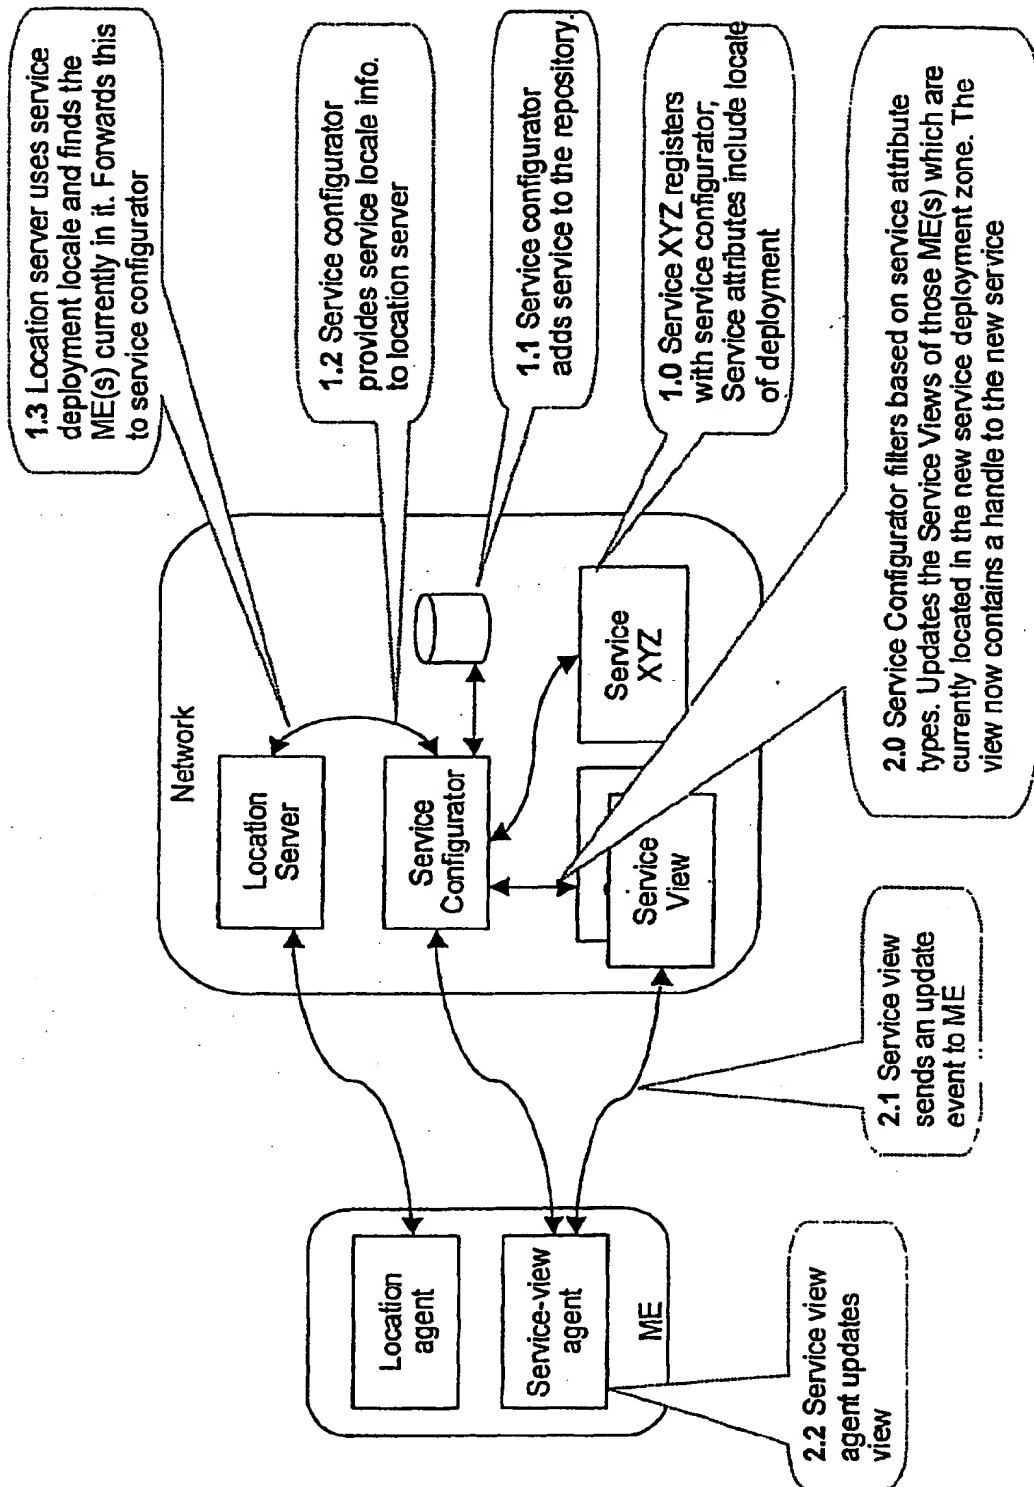 1.3 Location server uses service
deployment locale and finds the
ME(s) currently in it. Forwards this
to service configurator
1.2 Service configurator
provides service locale info.
to location server
1.1 Service configurator
adds service to the repository.
1.0 Service XYZ registers
with service configurator;
Service attributes include locale
of deployment
2.0 Service Configurator filters based on service attribute
types. Updates the Service Views of those ME(s) which are
currently located in the new service deployment zone. The
view now contains a handle to the new service
Network
Location
Server
Service
Configurator
Service
XYZ
Service
View
2.1 Service view
sends an update
event to ME
Location
agent
Service-view
agent
ME
2.2 Service view
agent updates
view